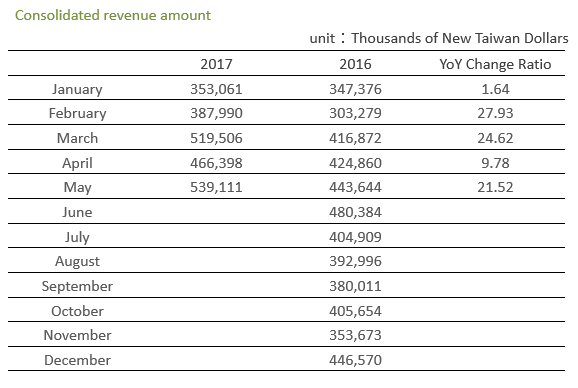 Consolidated revenue amount
unit：Thousands of New Taiwan Dollars
2017 2016 YoY Change Ratio
January 353,061 347,376 1.64
February 387,990 303,279 27.93
March 519,506 416,872 24.62
April 466,398 424,860 9.78
May 539,111 443,644 21.52
June 480,384
July 404,909
August 392,996
September 380,011
October 405,654
November 353,673
December 446,570